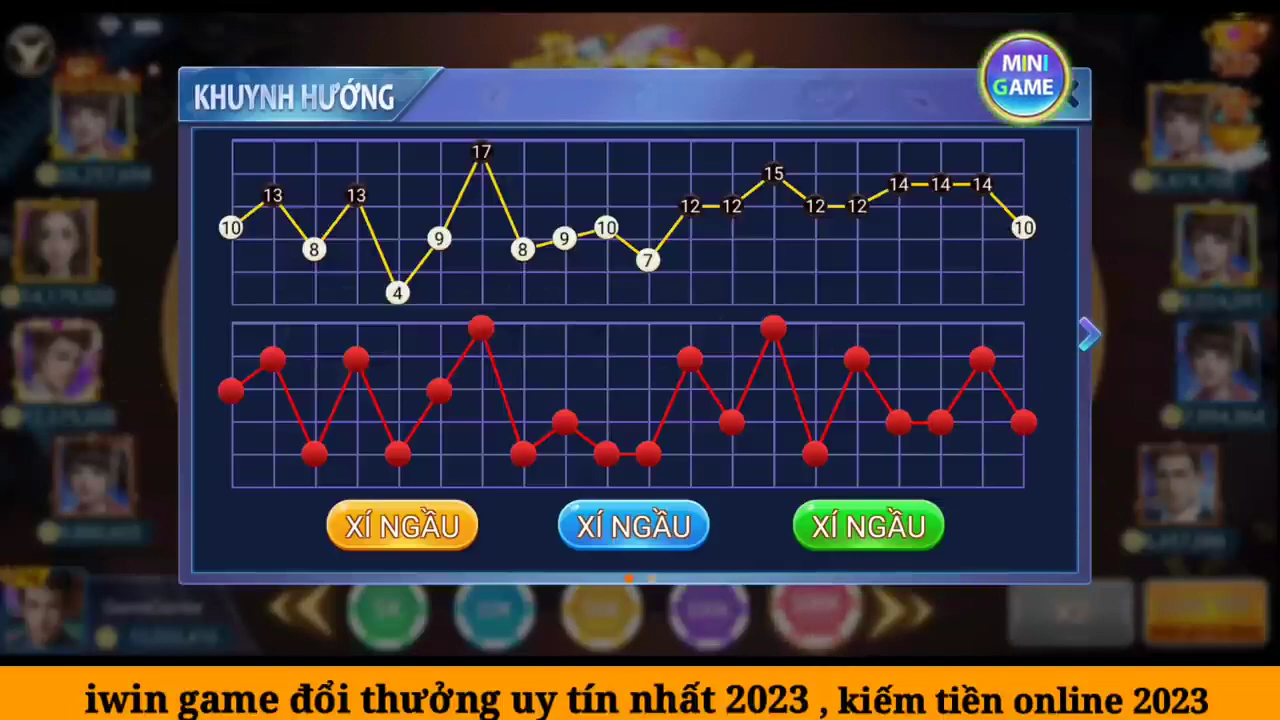 MINI
GAME
KHUYNH HƯỚNG
17
15
13 13
14 14 14
12 12 12 12
10 10 10
9 9
8 8
7
4
XÍ NGẦU XÍ NGẦU XÍ NGẦU
iwin game đổi thưởng uy tín nhất 2023 , kiếm tiền online 2023